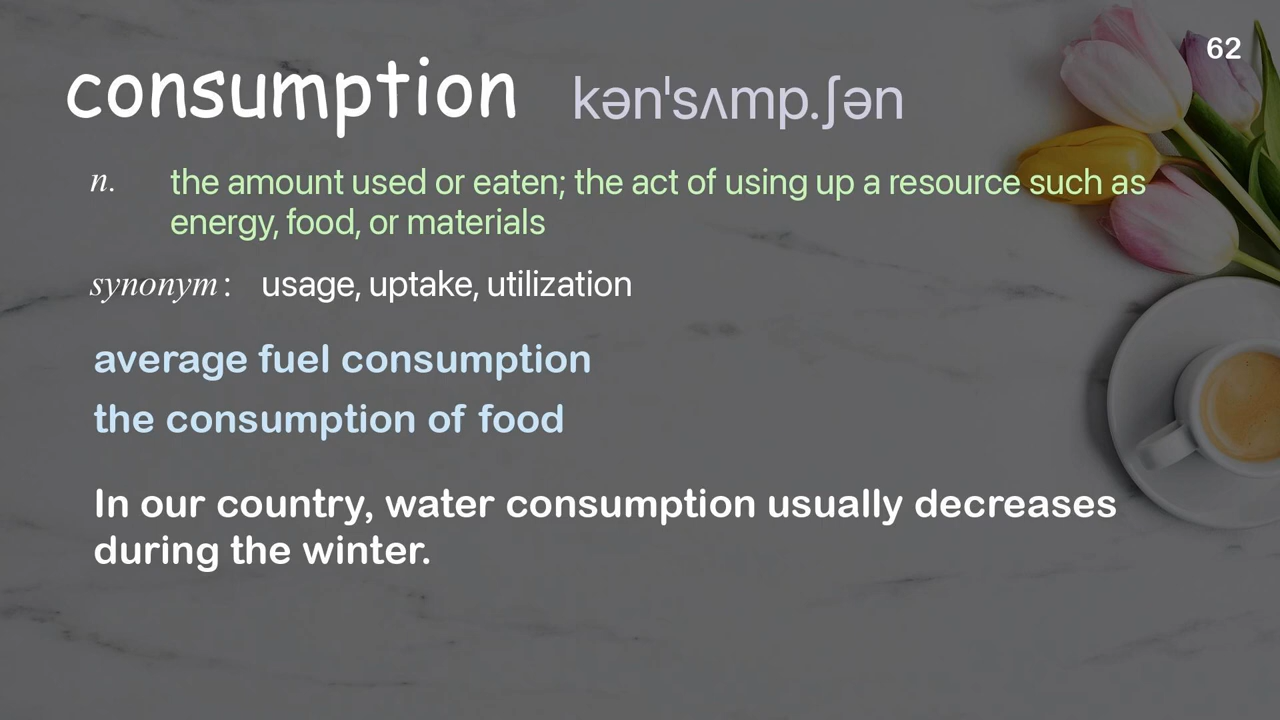 62
consumption kən'sʌmp.ʃən
n. the amount used or eaten; the act of using up a resource such as
energy, food, or materials
synonym: usage, uptake, utilization
average fuel consumption
the consumption of food
In our country, water consumption usually decreases
during the winter.